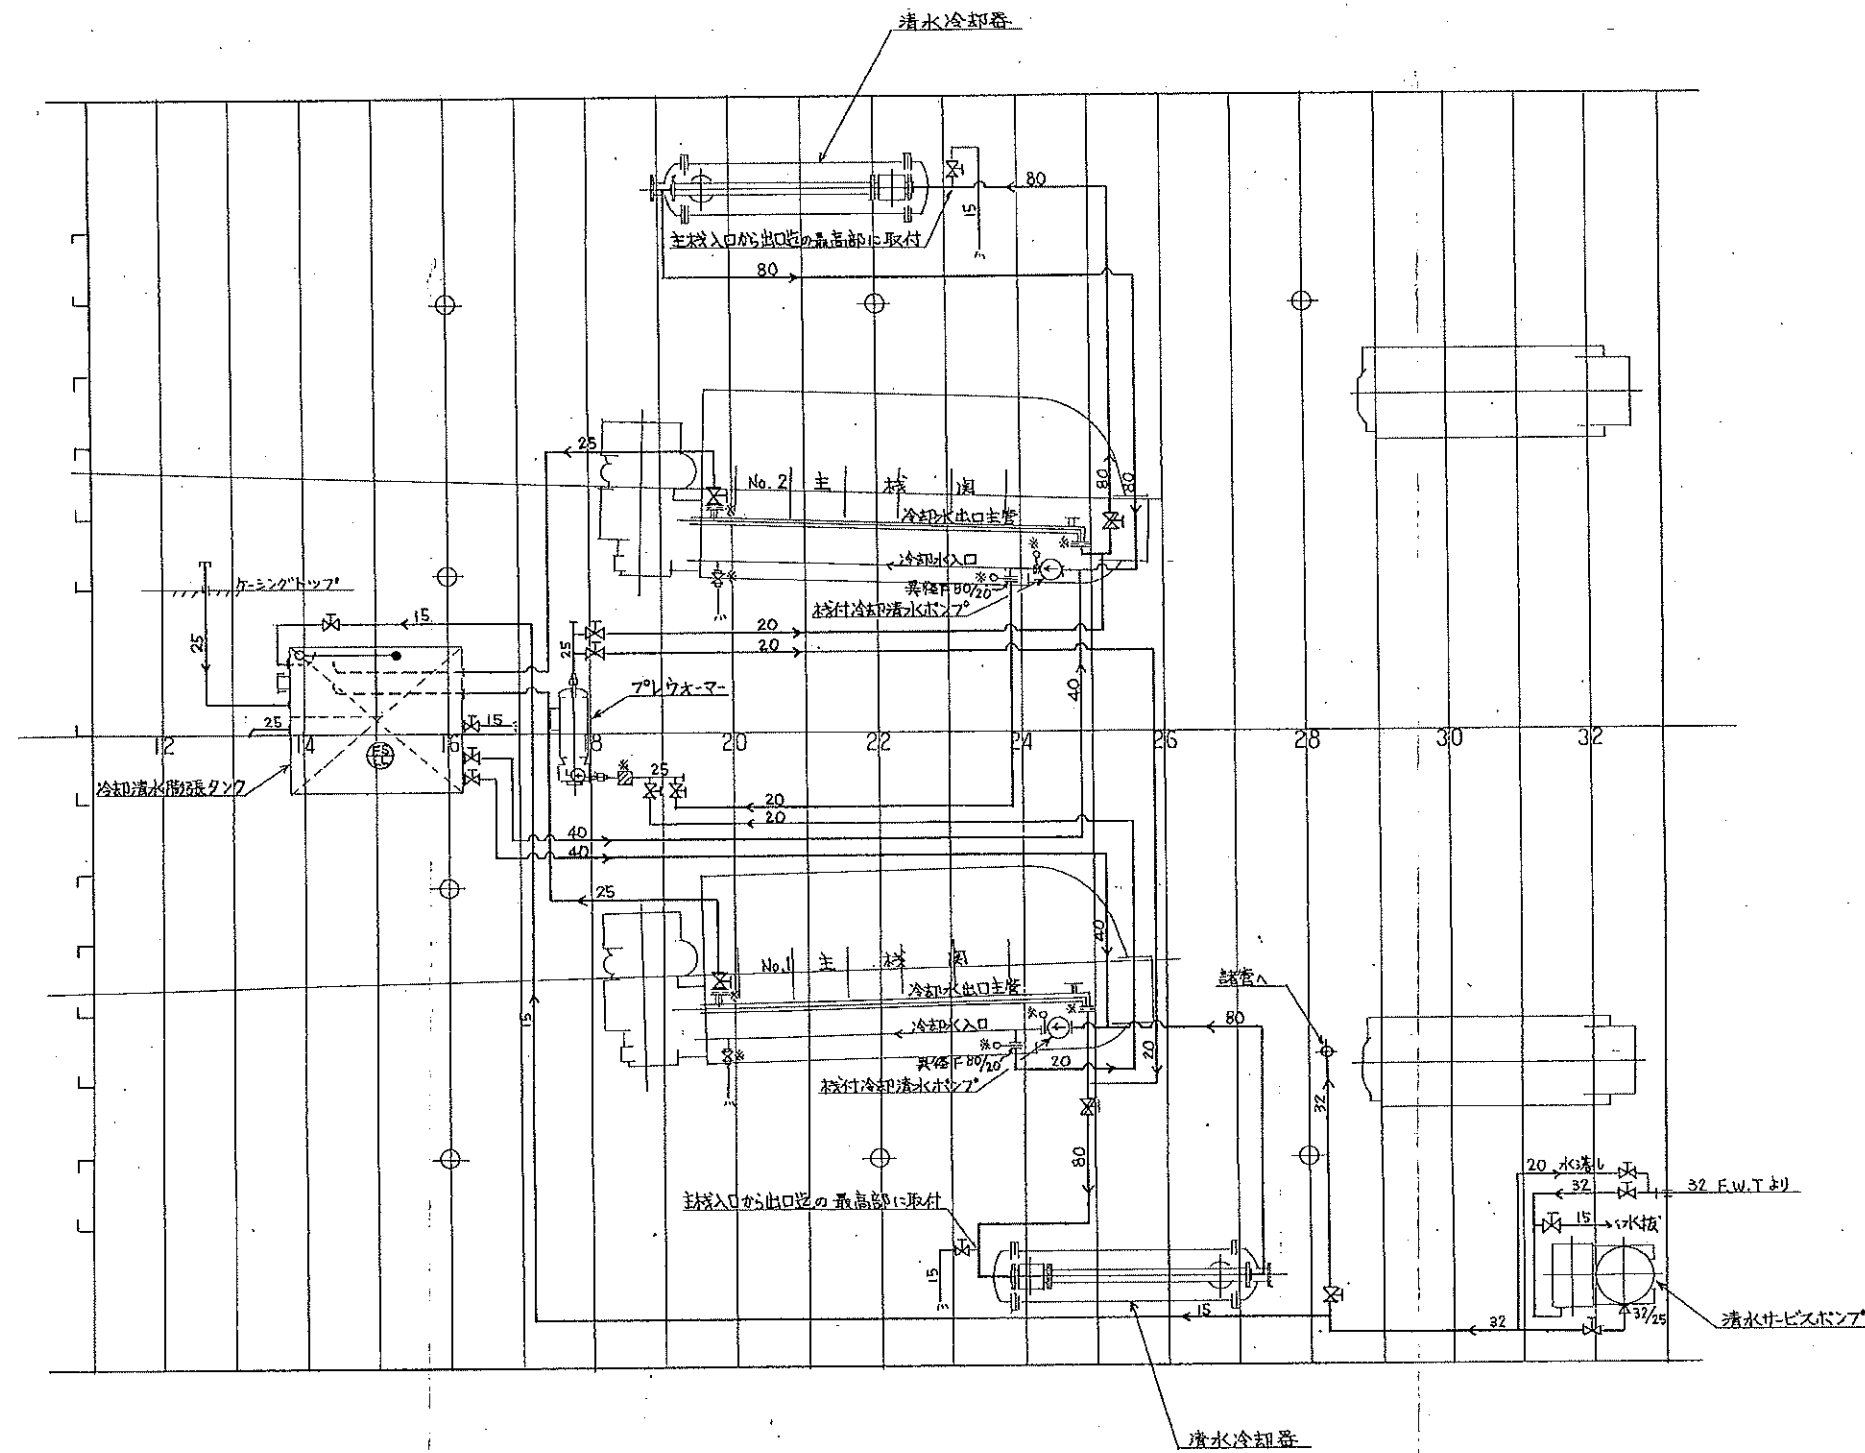 清水冷却器
80
15
主機入口から出口迄の最高部に取付
80
25
No.2 主 機 関
80
80
冷却水出口主管
※
※
※
冷却水入口
※
※
異径F 80/20
機付冷却清水ポンプ
ケーシングトップ
25
15
20
20
25
40
プレウオーマー
25
15
12
14
16
18
20
22
24
26
28
30
32
FS
LC
※
25
冷却清水膨張タンク
20
20
40
40
25
40
No.1 主 機 関
※
※
冷却水出口主管
諸管へ
15
※
冷却水入口
80
※
※
異径F 80/20
20
20
機付冷却清水ポンプ
32
80
20 水落し
32
32 F.W.Tより
主機入口から出口迄の最高部に取付
15
水抜
15
15
32
32/25
清水サービスポンプ
清水冷却器